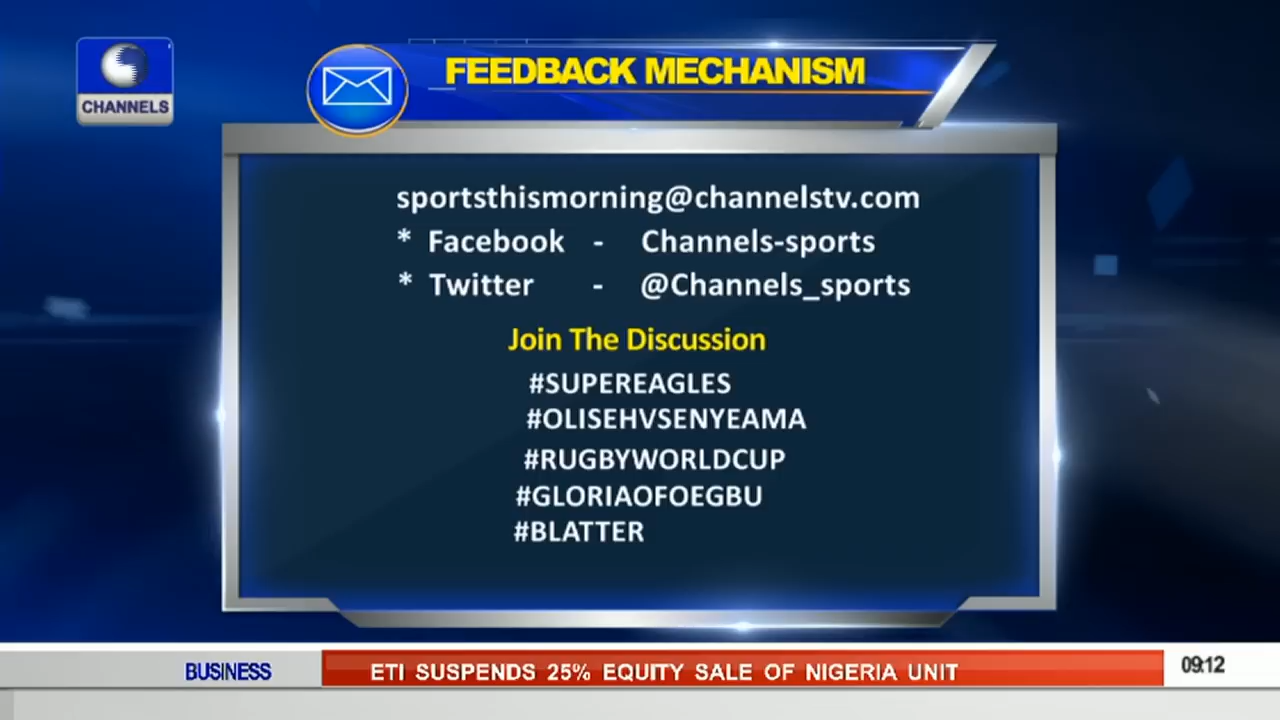 CHANNELS
FEEDBACK MECHANISM
sportsthismorning@channelstv.com
* Facebook - Channels-sports
* Twitter - @Channels_sports
Join The Discussion
#SUPEREAGLES
#OLISEHVSENYEAMA
#RUGBYWORLDCUP
#GLORIAOFOEGBU
#BLATTER
BUSINESS ETI SUSPENDS 25% EQUITY SALE OF NIGERIA UNIT 09:12